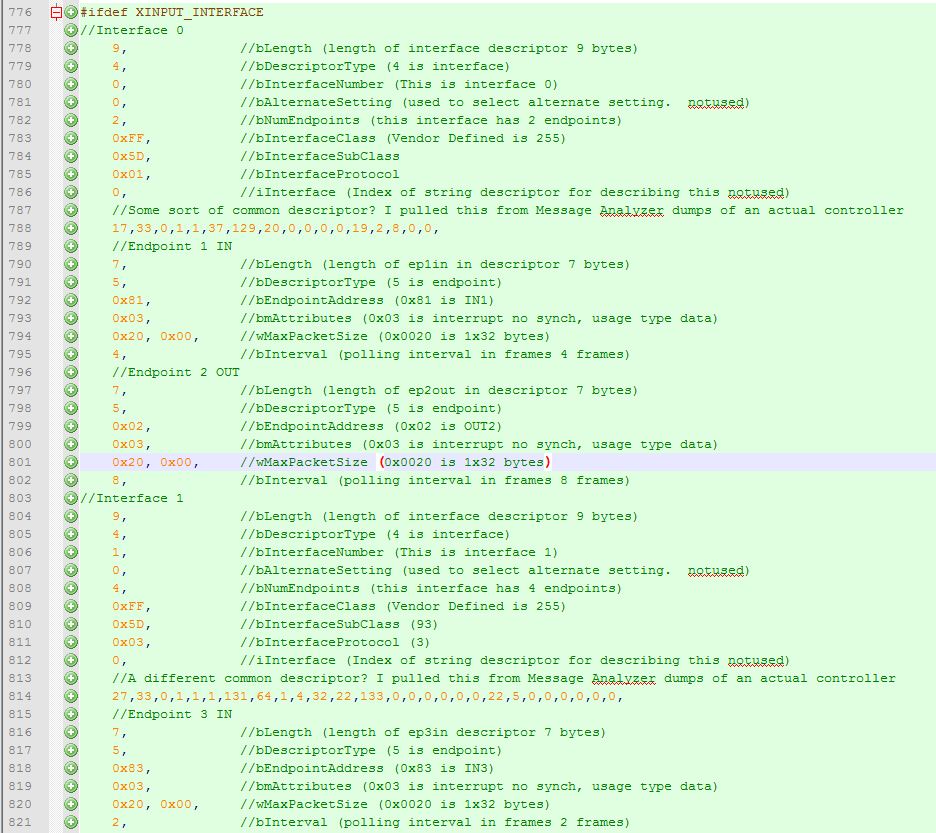 776 #ifdef XINPUT_INTERFACE
777 //Interface 0
778 9, //bLength (length of interface descriptor 9 bytes)
779 4, //bDescriptorType (4 is interface)
780 0, //bInterfaceNumber (This is interface 0)
781 0, //bAlternateSetting (used to select alternate setting.  notused)
782 2, //bNumEndpoints (this interface has 2 endpoints)
783 0xFF, //bInterfaceClass (Vendor Defined is 255)
784 0x5D, //bInterfaceSubClass
785 0x01, //bInterfaceProtocol
786 0, //iInterface (Index of string descriptor for describing this notused)
787 //Some sort of common descriptor? I pulled this from Message Analyzer dumps of an actual controller
788 17,33,0,1,1,37,129,20,0,0,0,0,19,2,8,0,0,
789 //Endpoint 1 IN
790 7, //bLength (length of ep1in in descriptor 7 bytes)
791 5, //bDescriptorType (5 is endpoint)
792 0x81, //bEndpointAddress (0x81 is IN1)
793 0x03, //bmAttributes (0x03 is interrupt no synch, usage type data)
794 0x20, 0x00, //wMaxPacketSize (0x0020 is 1x32 bytes)
795 4, //bInterval (polling interval in frames 4 frames)
796 //Endpoint 2 OUT
797 7, //bLength (length of ep2out in descriptor 7 bytes)
798 5, //bDescriptorType (5 is endpoint)
799 0x02, //bEndpointAddress (0x02 is OUT2)
800 0x03, //bmAttributes (0x03 is interrupt no synch, usage type data)
801 0x20, 0x00, //wMaxPacketSize (0x0020 is 1x32 bytes)
802 8, //bInterval (polling interval in frames 8 frames)
803 //Interface 1
804 9, //bLength (length of interface descriptor 9 bytes)
805 4, //bDescriptorType (4 is interface)
806 1, //bInterfaceNumber (This is interface 1)
807 0, //bAlternateSetting (used to select alternate setting.  notused)
808 4, //bNumEndpoints (this interface has 4 endpoints)
809 0xFF, //bInterfaceClass (Vendor Defined is 255)
810 0x5D, //bInterfaceSubClass (93)
811 0x03, //bInterfaceProtocol (3)
812 0, //iInterface (Index of string descriptor for describing this notused)
813 //A different common descriptor? I pulled this from Message Analyzer dumps of an actual controller
814 27,33,0,1,1,1,131,64,1,4,32,22,133,0,0,0,0,0,0,22,5,0,0,0,0,0,0,
815 //Endpoint 3 IN
816 7, //bLength (length of ep3in descriptor 7 bytes)
817 5, //bDescriptorType (5 is endpoint)
818 0x83, //bEndpointAddress (0x83 is IN3)
819 0x03, //bmAttributes (0x03 is interrupt no synch, usage type data)
820 0x20, 0x00, //wMaxPacketSize (0x0020 is 1x32 bytes)
821 2, //bInterval (polling interval in frames 2 frames)